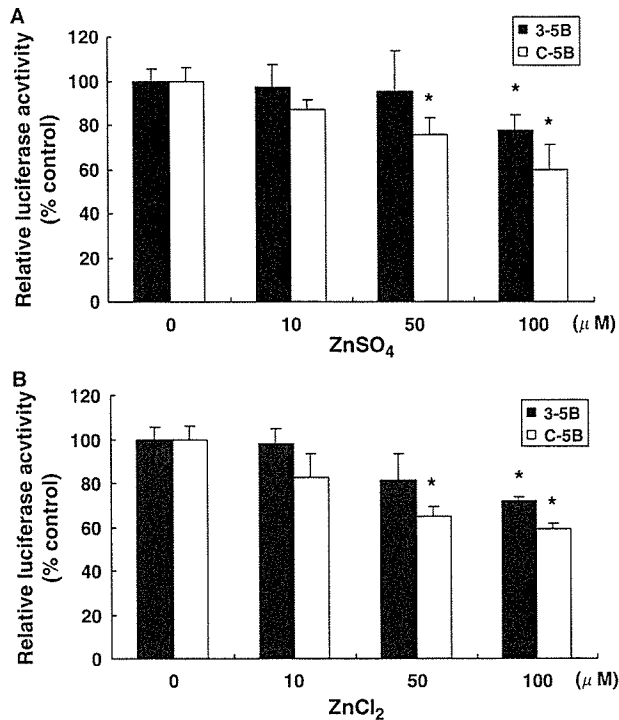 A
Relative luciferase acvtivity
(% control)
120
100
80
60
40
20
0
3-5B
C-5B
*
*
*
0
10
50
100
(μ M)
ZnSO4
B
Relative luciferase acvtivity
(% control)
120
100
80
60
40
20
0
3-5B
C-5B
*
*
*
0
10
50
100
(μ M)
ZnCl2